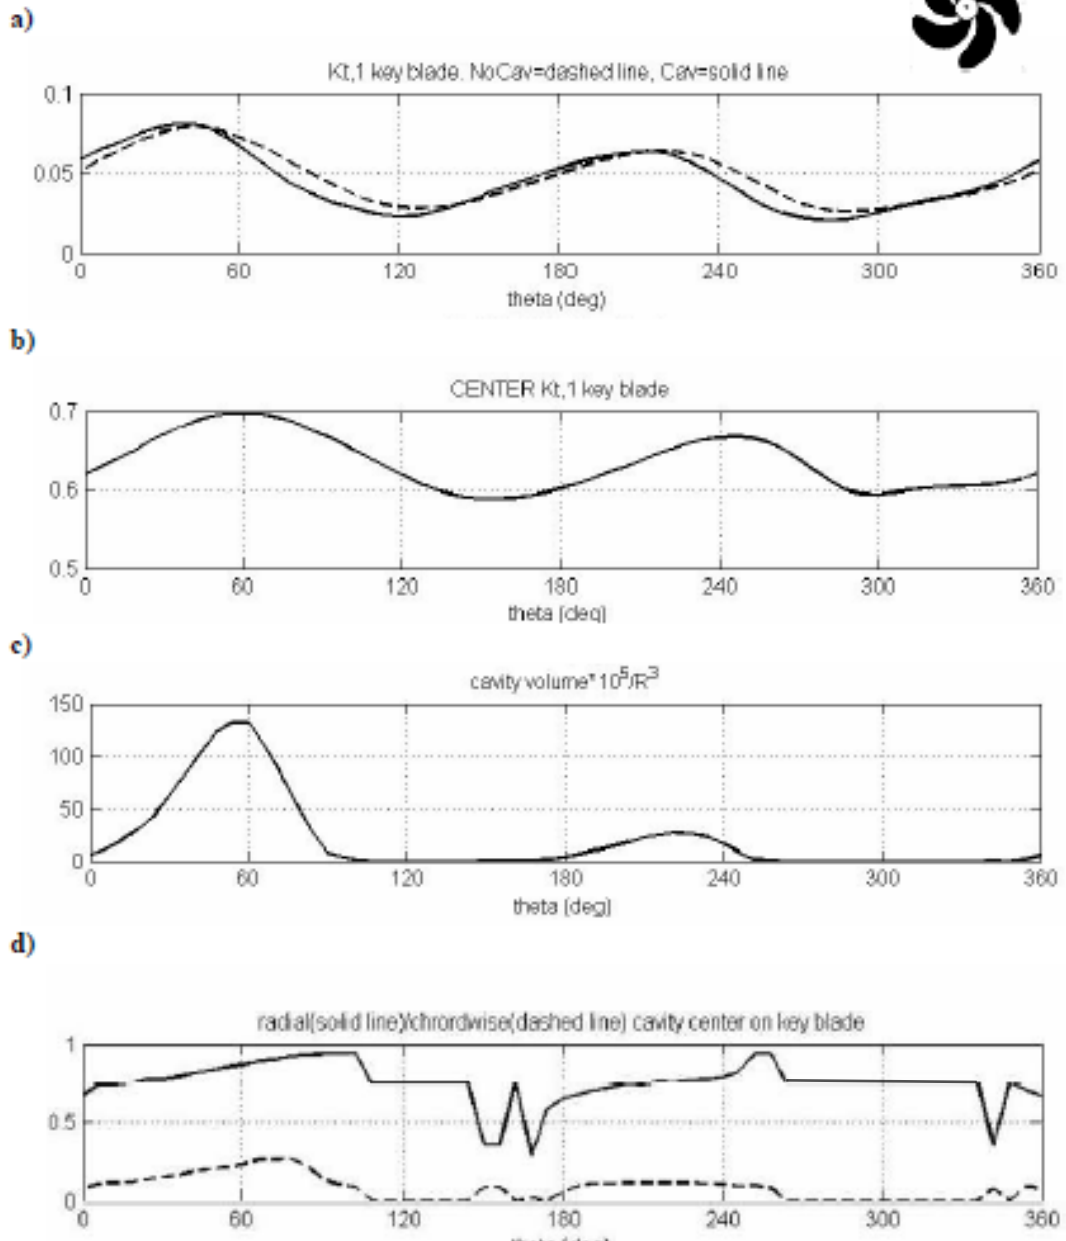 a)
Kt,1 key blade. NoCav=dashed line, Cav=solid line
0.1
0.05
0
0 60 120 180 240 300 360
theta (deg)
b)
CENTER Kt,1 key blade
0.7
0.6
0.5
0 60 120 180 240 300 360
theta (deg)
c)
cavity volume*10^5/R^3
150
100
50
0
0 60 120 180 240 300 360
theta (deg)
d)
radial(solid line)/chrordwise(dashed line) cavity center on key blade
1
0.5
0
0 60 120 180 240 300 360